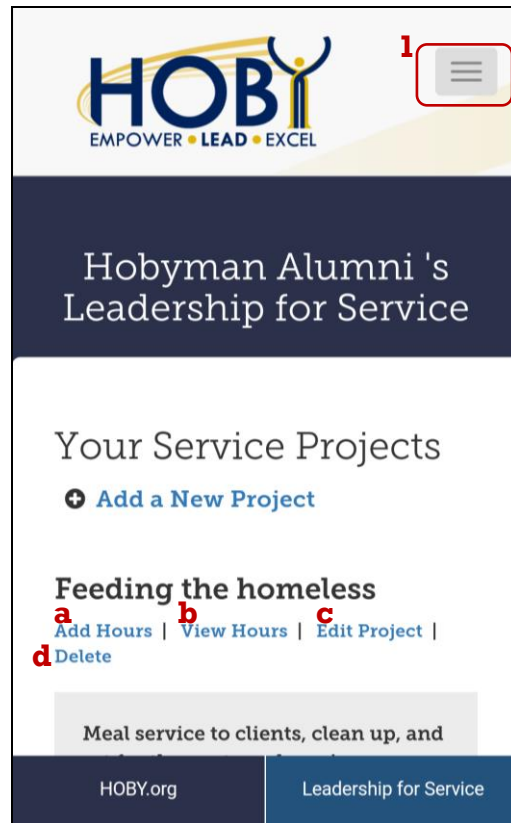 1
HOBY
EMPOWER • LEAD • EXCEL
Hobyman Alumni 's
Leadership for Service
Your Service Projects
Add a New Project
Feeding the homeless
a b c
Add Hours | View Hours | Edit Project |
d Delete
Meal service to clients, clean up, and
HOBY.org Leadership for Service